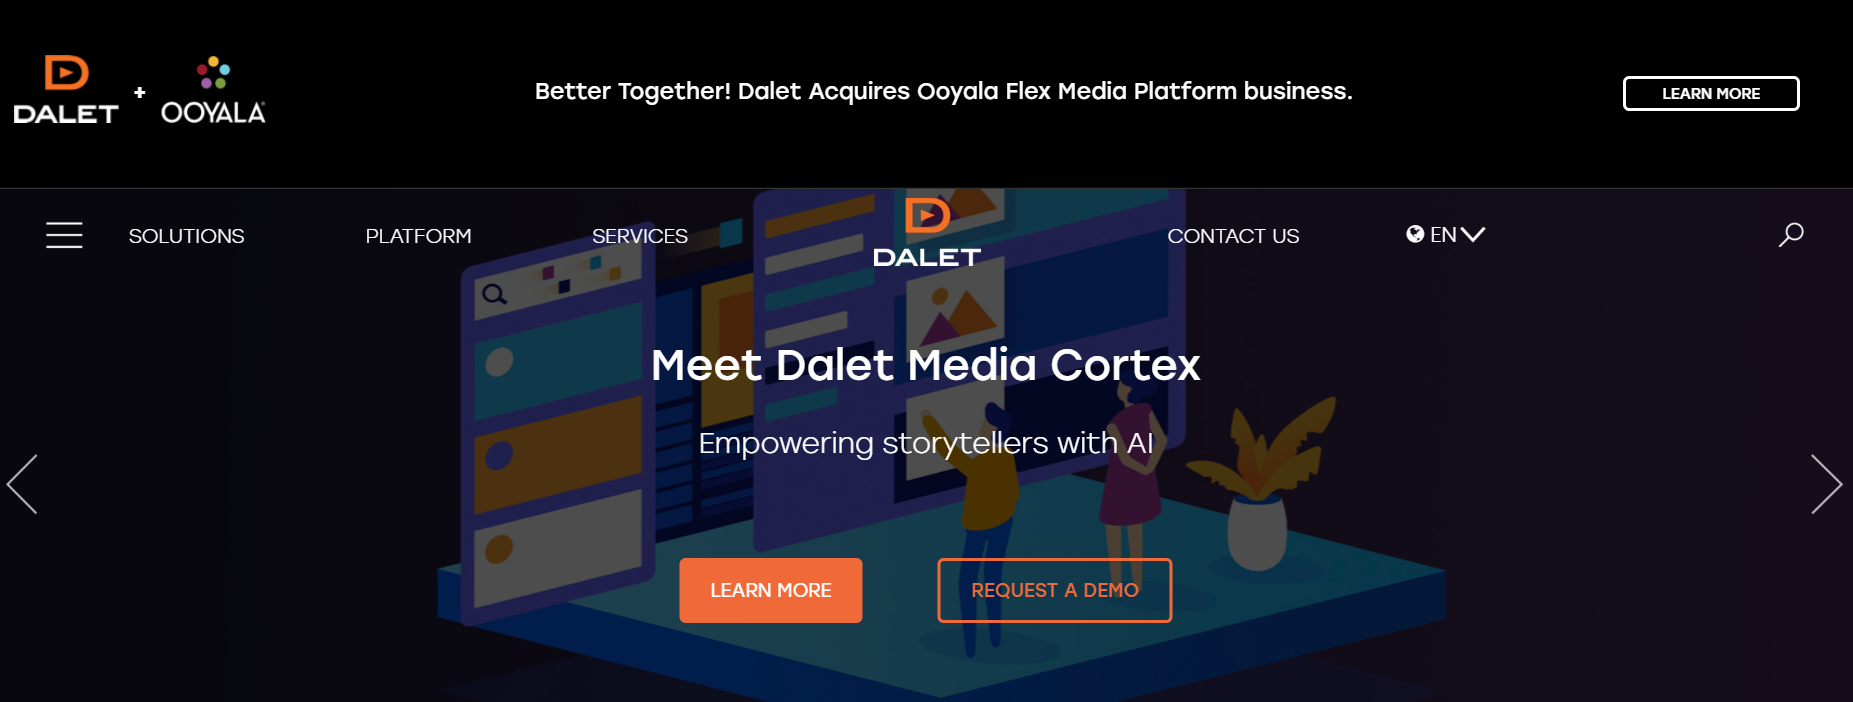 DALET + OOYALA
Better Together! Dalet Acquires Ooyala Flex Media Platform business.
LEARN MORE
SOLUTIONS
PLATFORM
SERVICES
DALET
CONTACT US
EN
Meet Dalet Media Cortex
Empowering storytellers with AI
LEARN MORE
REQUEST A DEMO